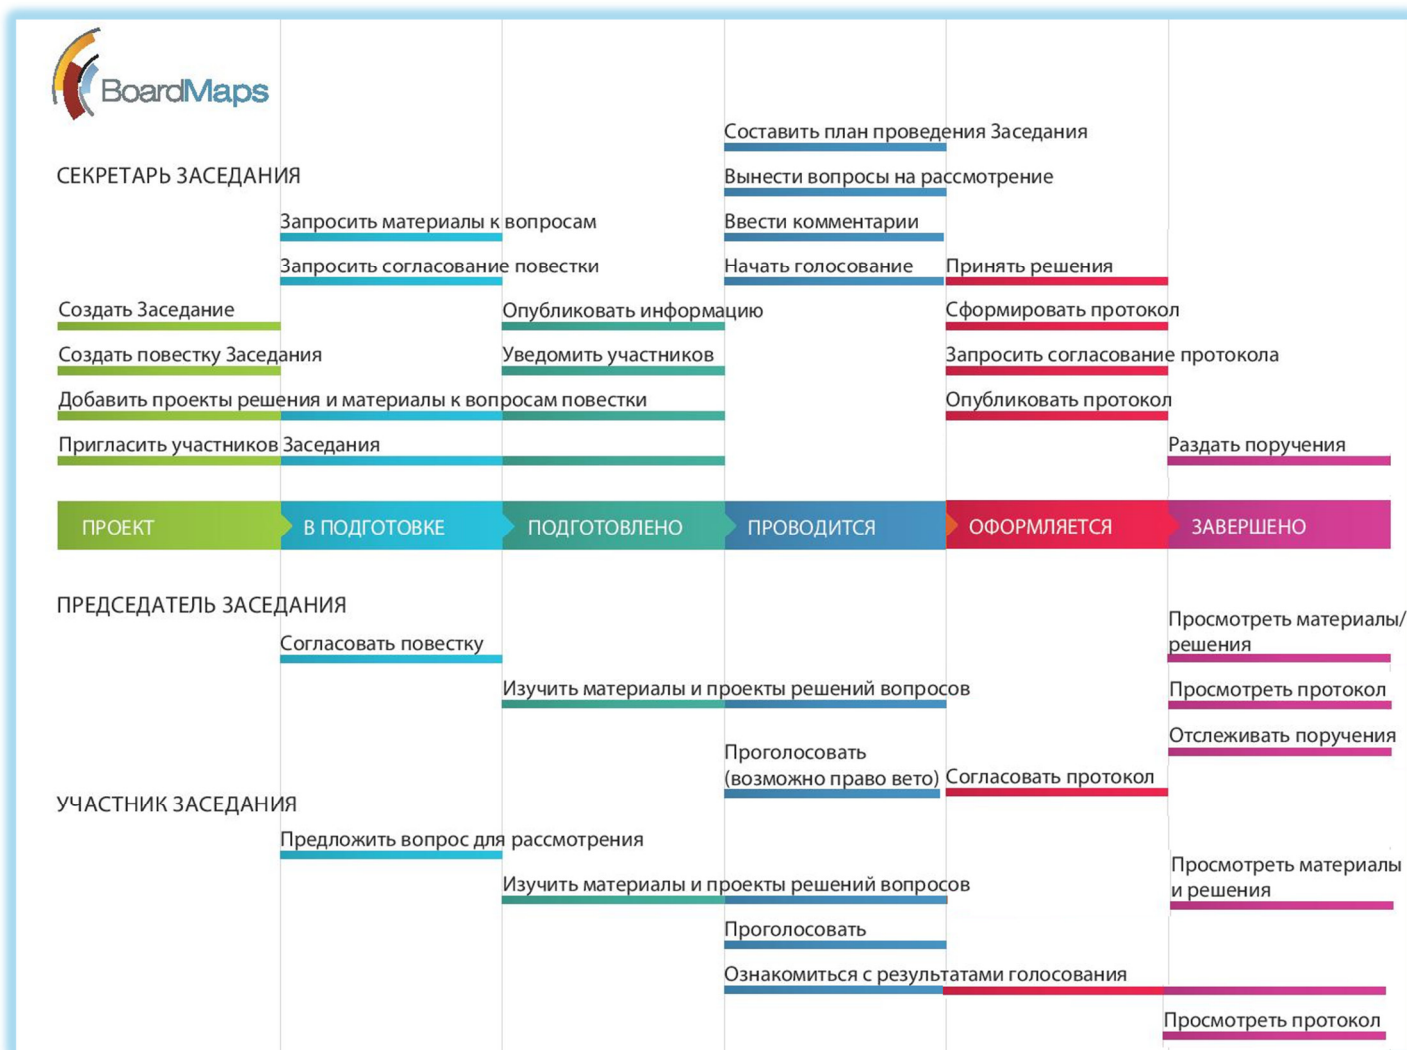 BoardMaps
Составить план проведения Заседания
СЕКРЕТАРЬ ЗАСЕДАНИЯ
Вынести вопросы на рассмотрение
Запросить материалы к вопросам
Ввести комментарии
Запросить согласование повестки
Начать голосование
Принять решения
Создать Заседание
Опубликовать информацию
Сформировать протокол
Создать повестку Заседания
Уведомить участников
Запросить согласование протокола
Добавить проекты решения и материалы к вопросам повестки
Опубликовать протокол
Пригласить участников Заседания
Раздать поручения
ПРОЕКТ
В ПОДГОТОВКЕ
ПОДГОТОВЛЕНО
ПРОВОДИТСЯ
ОФОРМЛЯЕТСЯ
ЗАВЕРШЕНО
ПРЕДСЕДАТЕЛЬ ЗАСЕДАНИЯ
Просмотреть материалы/
решения
Согласовать повестку
Изучить материалы и проекты решений вопросов
Просмотреть протокол
Отслеживать поручения
Проголосовать
(возможно право вето)
Согласовать протокол
УЧАСТНИК ЗАСЕДАНИЯ
Предложить вопрос для рассмотрения
Просмотреть материалы
и решения
Изучить материалы и проекты решений вопросов
Проголосовать
Ознакомиться с результатами голосования
Просмотреть протокол